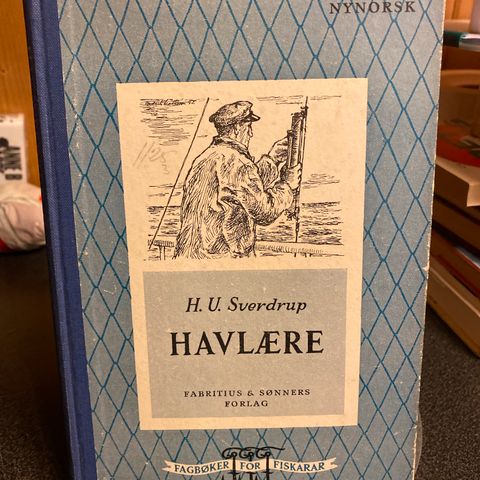 NYNORSK
H. U. Sverdrup
HAVLÆRE
FABRITIUS & SØNNERS
FORLAG
FAGBØKER FOR FISKARAR